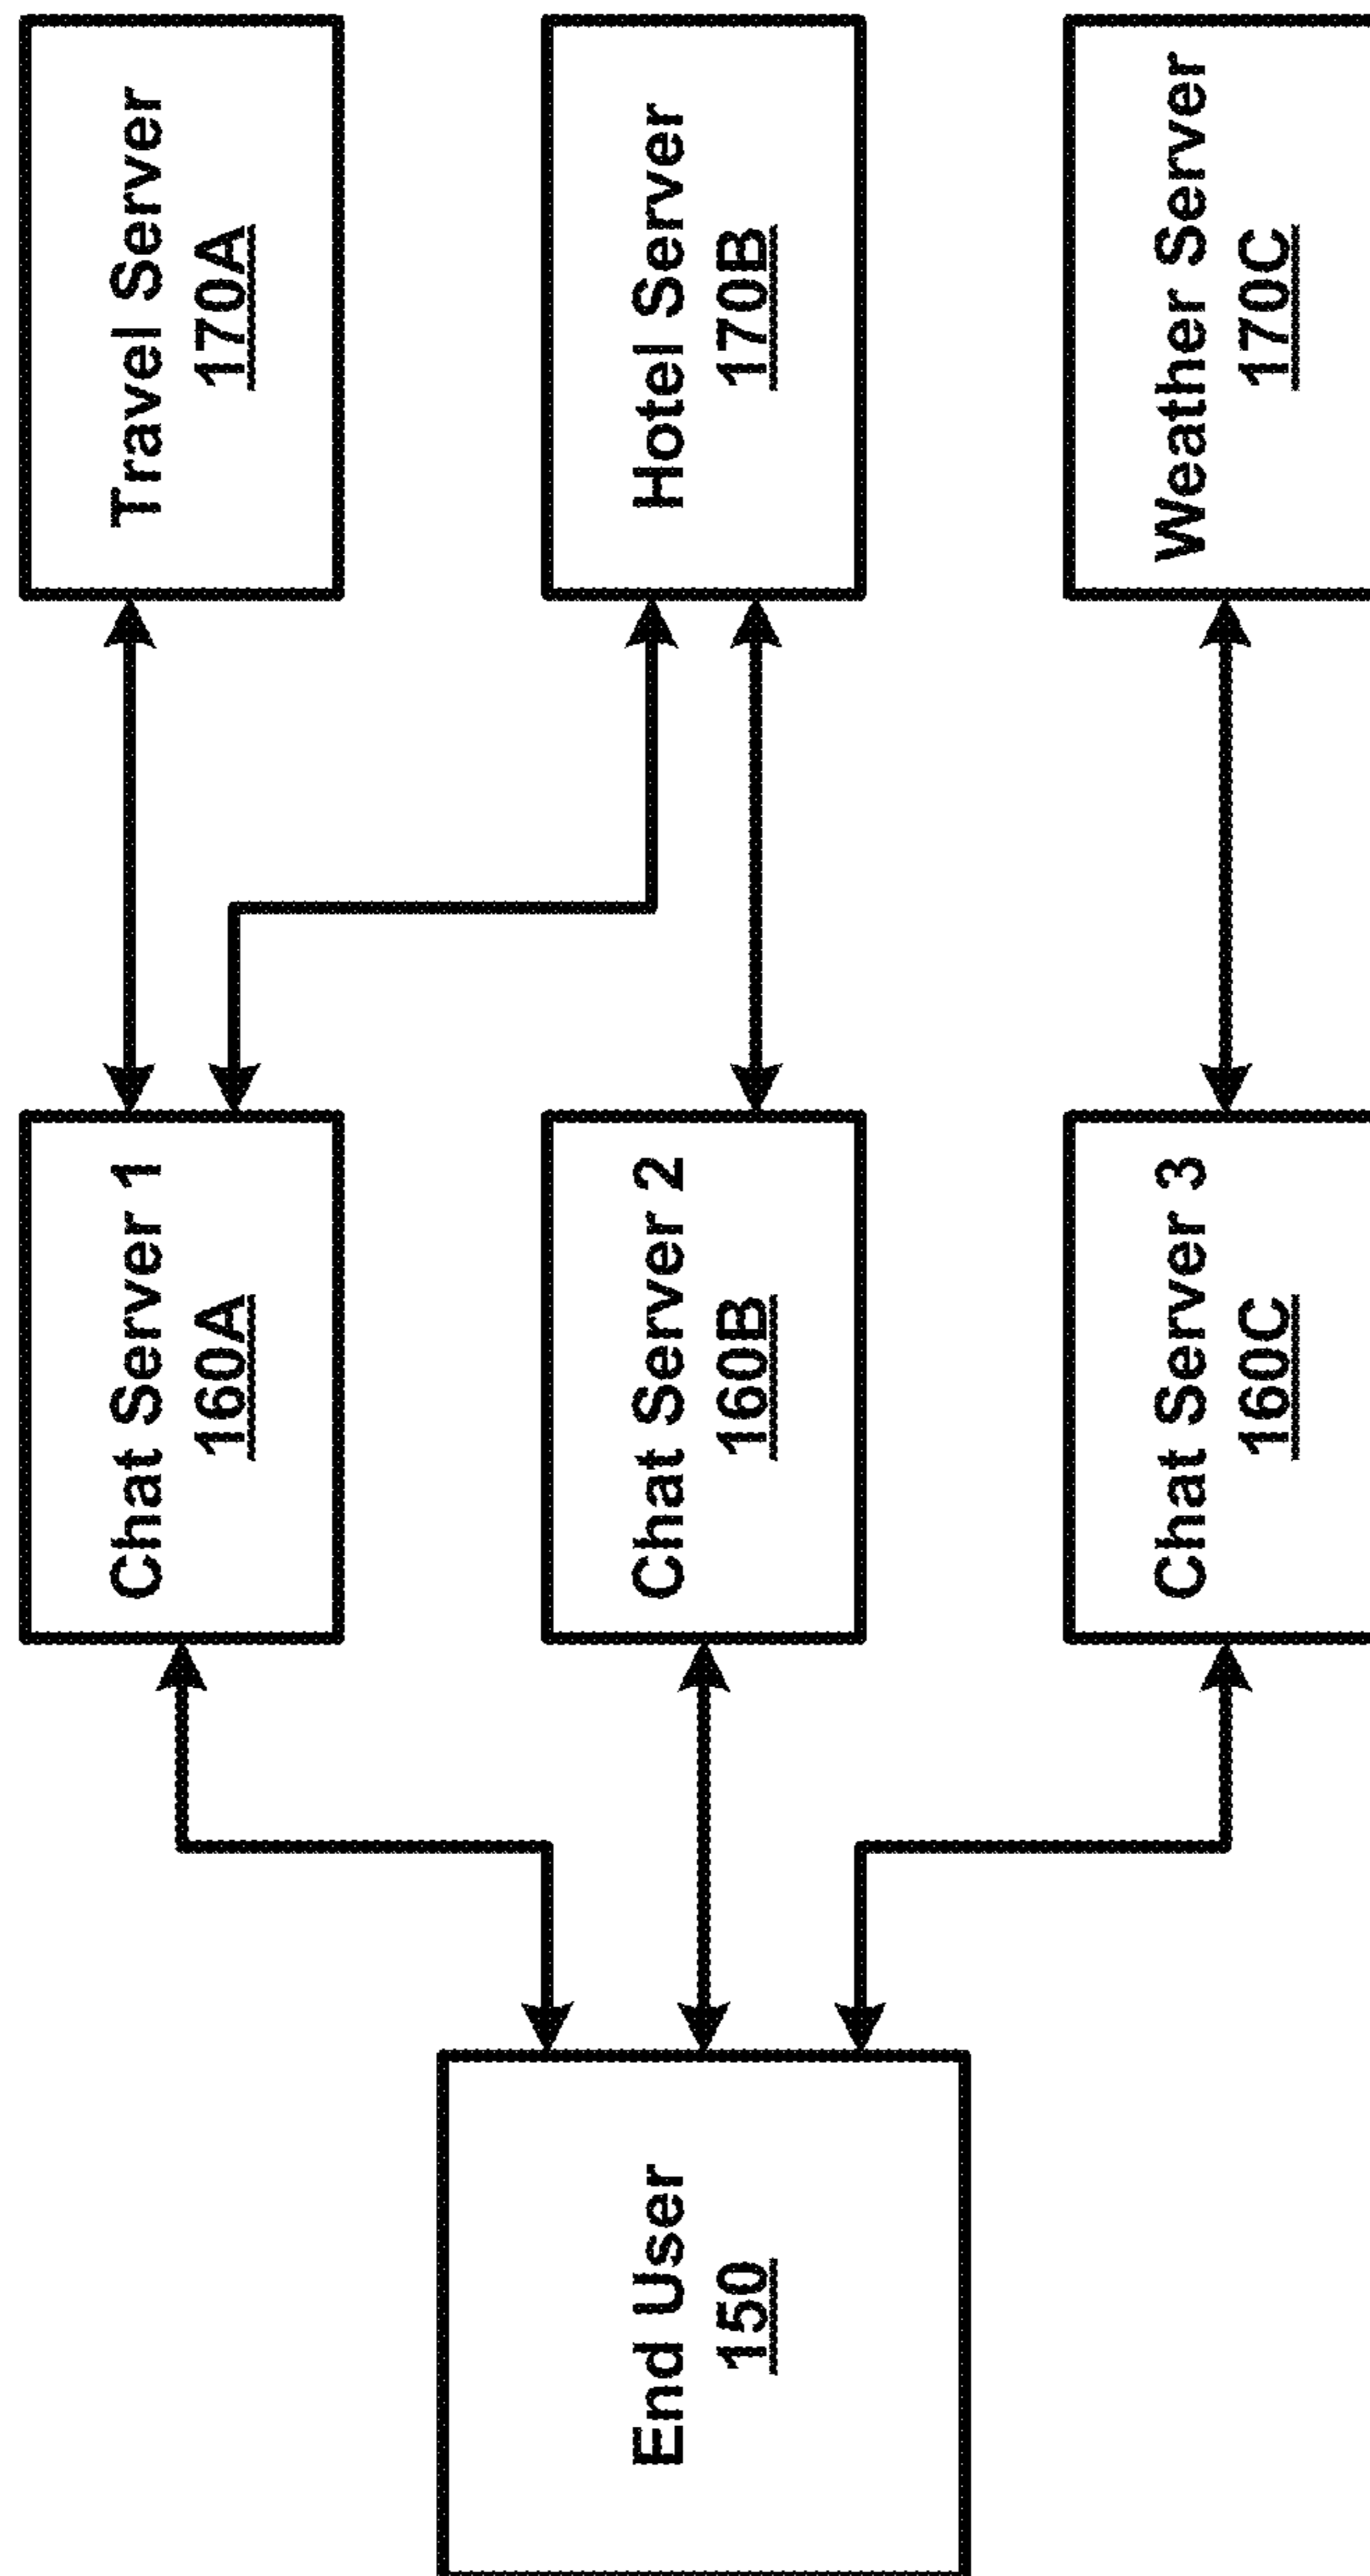 End User
150
Chat Server 1
160A
Chat Server 2
160B
Chat Server 3
160C
Travel Server
170A
Hotel Server
170B
Weather Server
170C